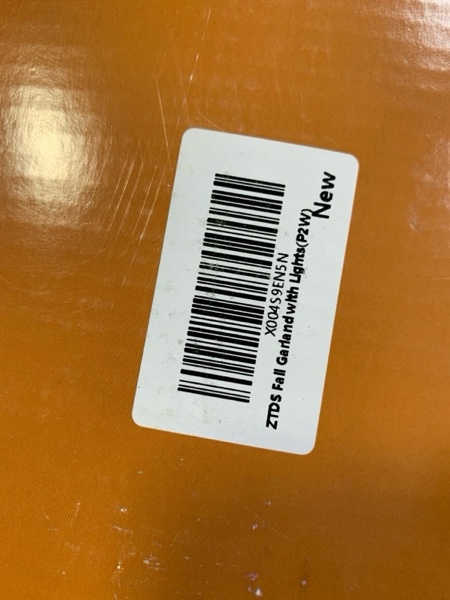 X004S9EN5N
ZTDS Fall Garland with Lights(P2W)
New